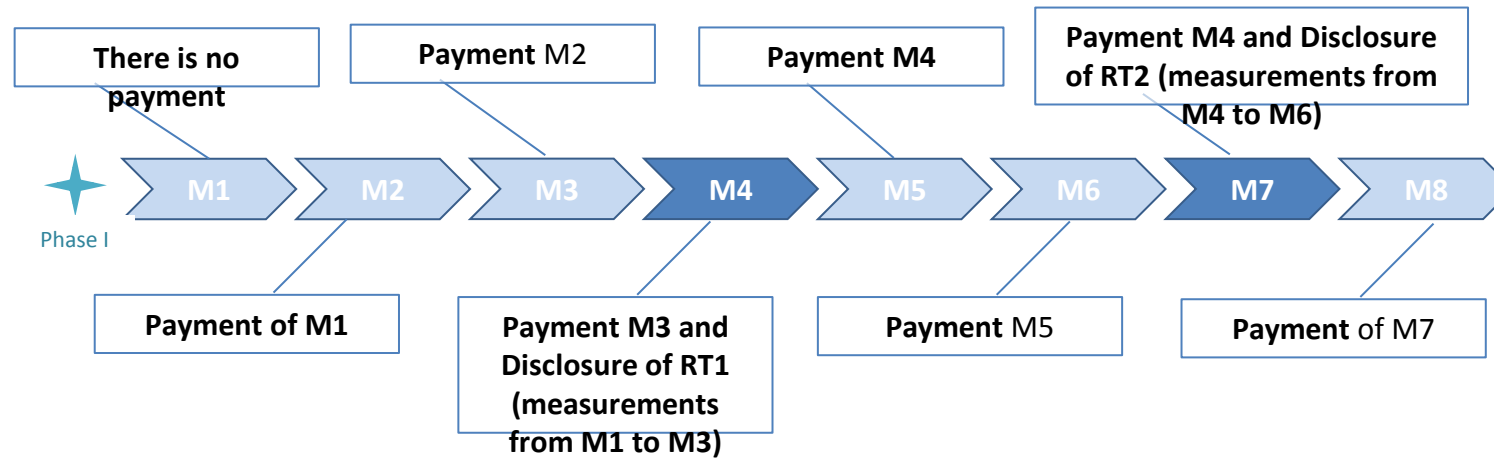 There is no
payment
Payment M2
Payment M4
Payment M4 and Disclosure
of RT2 (measurements from
M4 to M6)
M1
M2
M3
M4
M5
M6
M7
M8
Phase I
Payment of M1
Payment M3 and
Disclosure of RT1
(measurements
from M1 to M3)
Payment M5
Payment of M7